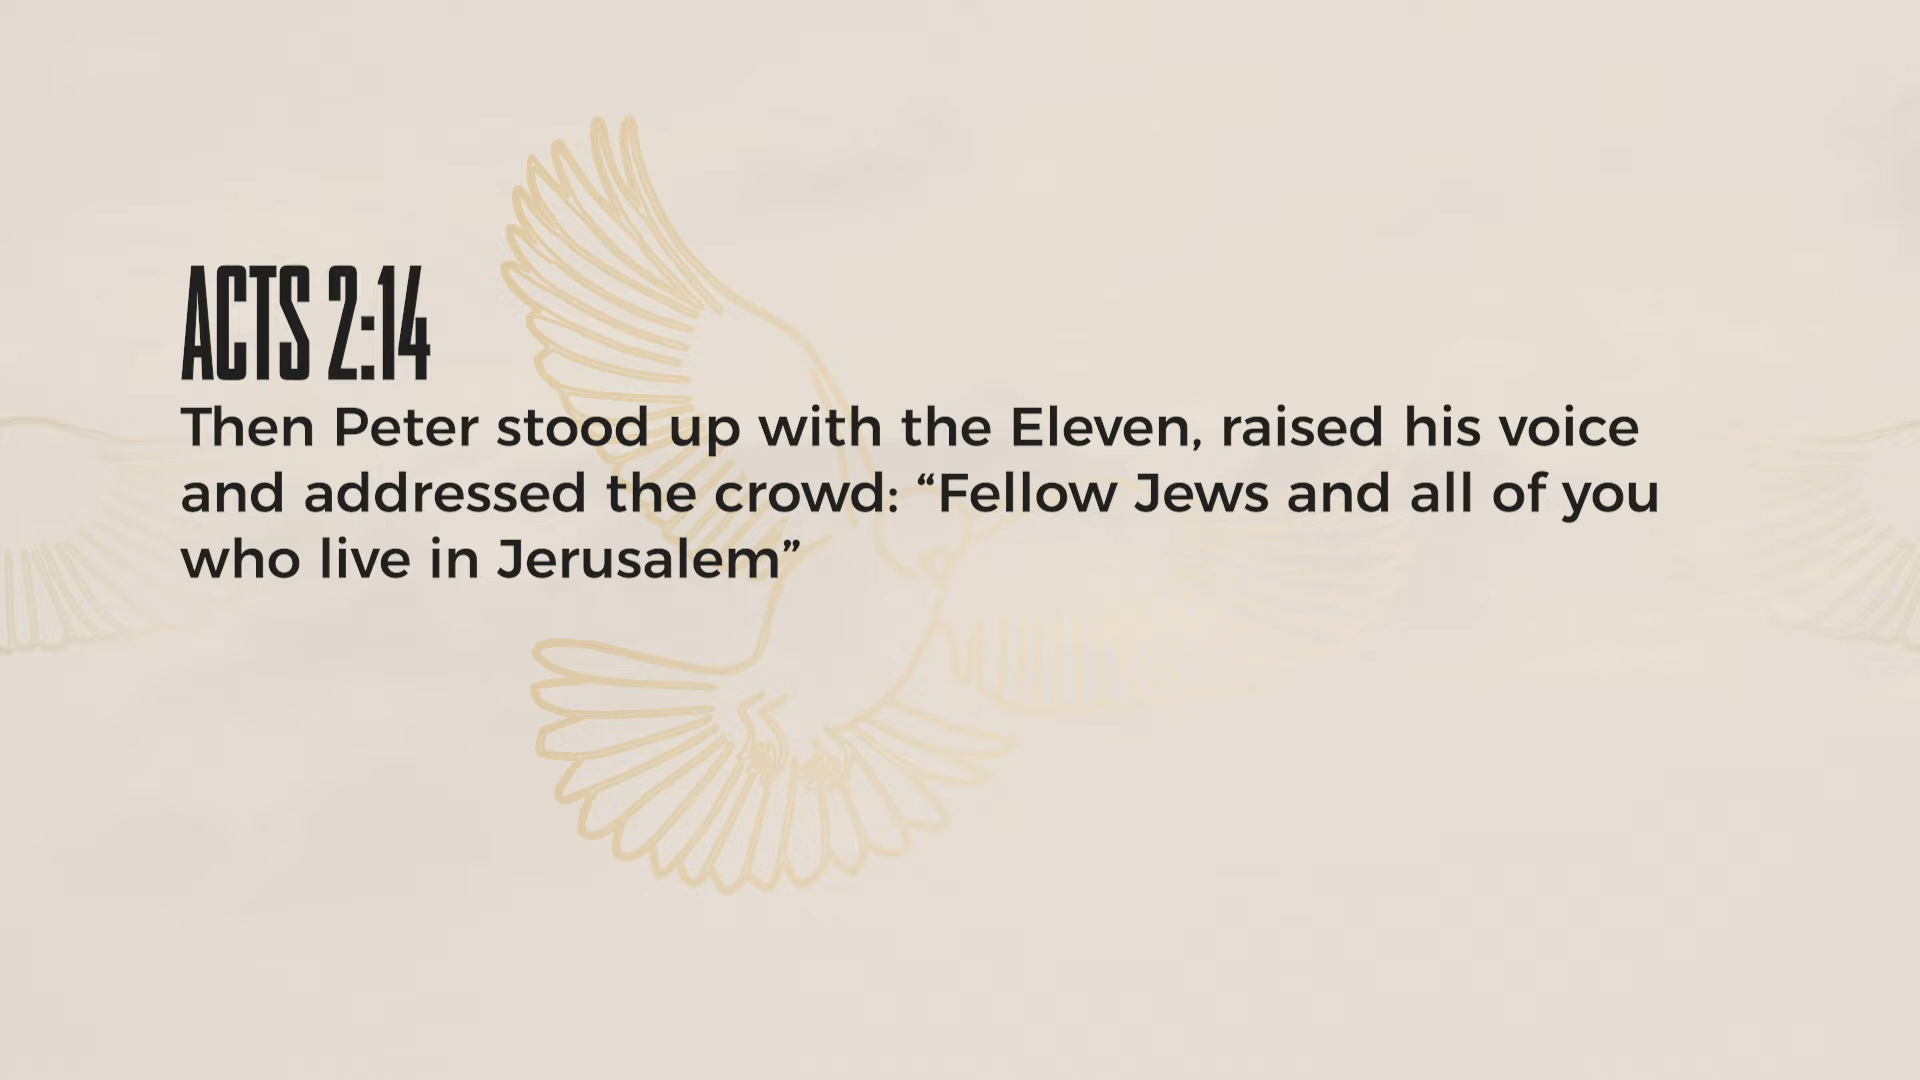 ACTS 2:14
Then Peter stood up with the Eleven, raised his voice
and addressed the crowd: “Fellow Jews and all of you
who live in Jerusalem”